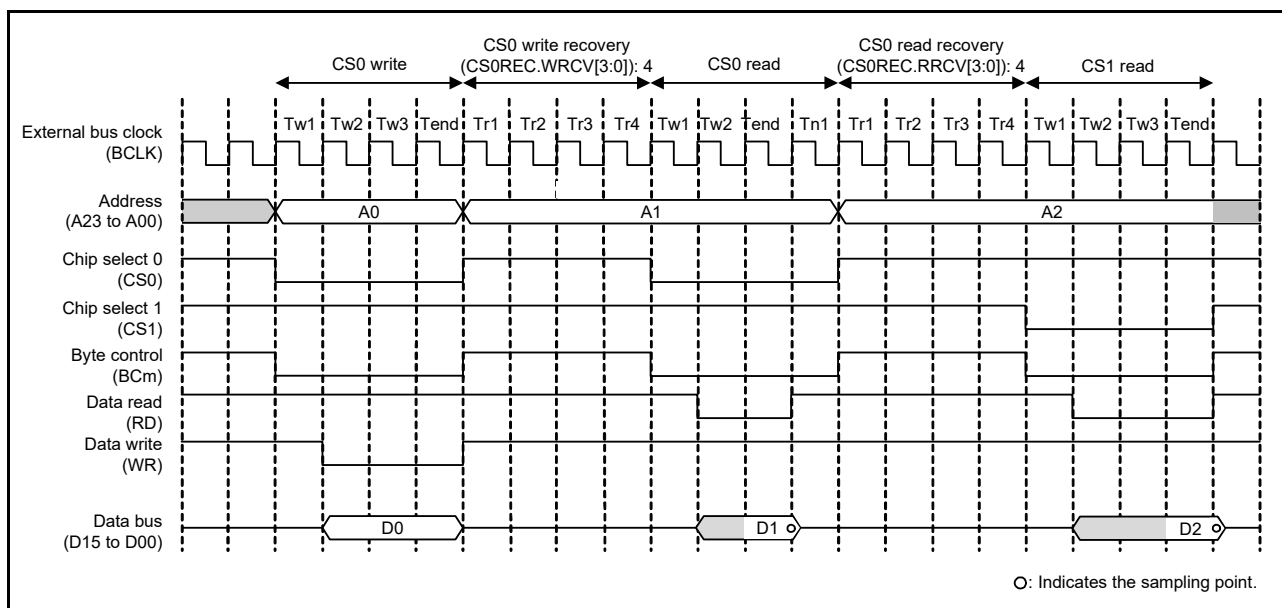 CS0 write
CS0 write recovery
(CS0REC.WRCV[3:0]): 4
CS0 read
CS0 read recovery
(CS0REC.RRCV[3:0]): 4
CS1 read
Tw1 Tw2 Tw3 Tend Tr1 Tr2 Tr3 Tr4 Tw1 Tw2 Tend Tn1 Tr1 Tr2 Tr3 Tr4 Tw1 Tw2 Tw3 Tend
External bus clock
(BCLK)
Address
(A23 to A00)
A0 A1 A2
Chip select 0
(CS0)
Chip select 1
(CS1)
Byte control
(BCm)
Data read
(RD)
Data write
(WR)
Data bus
(D15 to D00)
D0 D1 D2
: Indicates the sampling point.